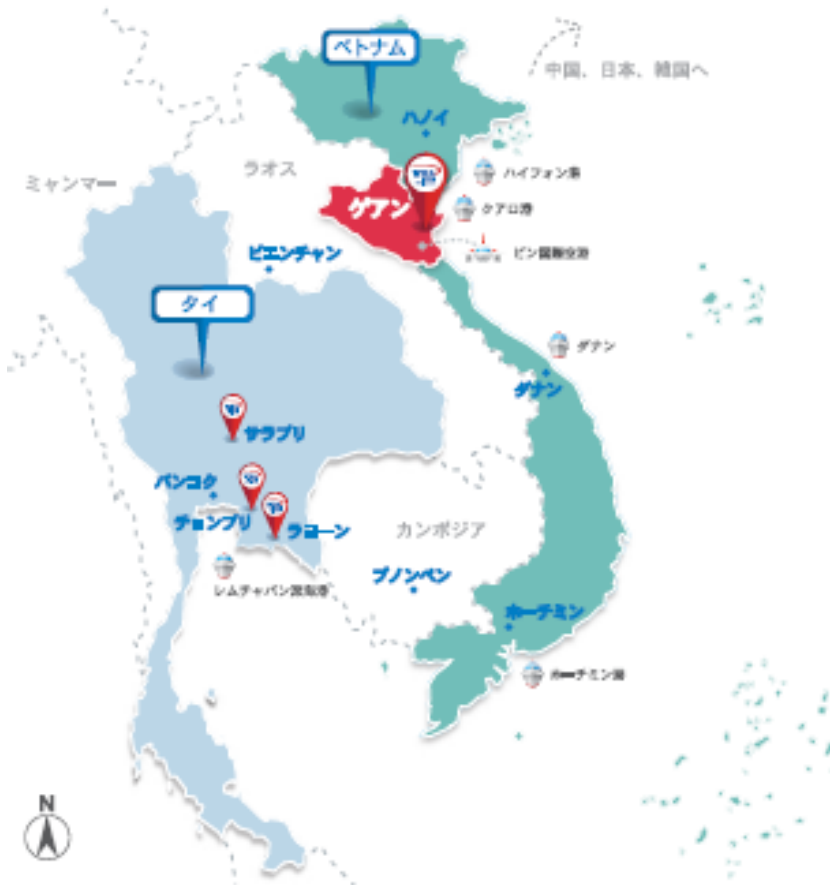 ベトナム
中国、日本、韓国へ
ハノイ
ラオス
ハイフォン港
ミャンマー
ゲアン
クアロ港
ビエンチャン
ビン国際空港
タイ
ダナン
ダナン
サラブリ
バンコク
チョンブリ
ラヨーン
カンボジア
プノンペン
レムチャバン深海港
ホーチミン
ホーチミン港
N